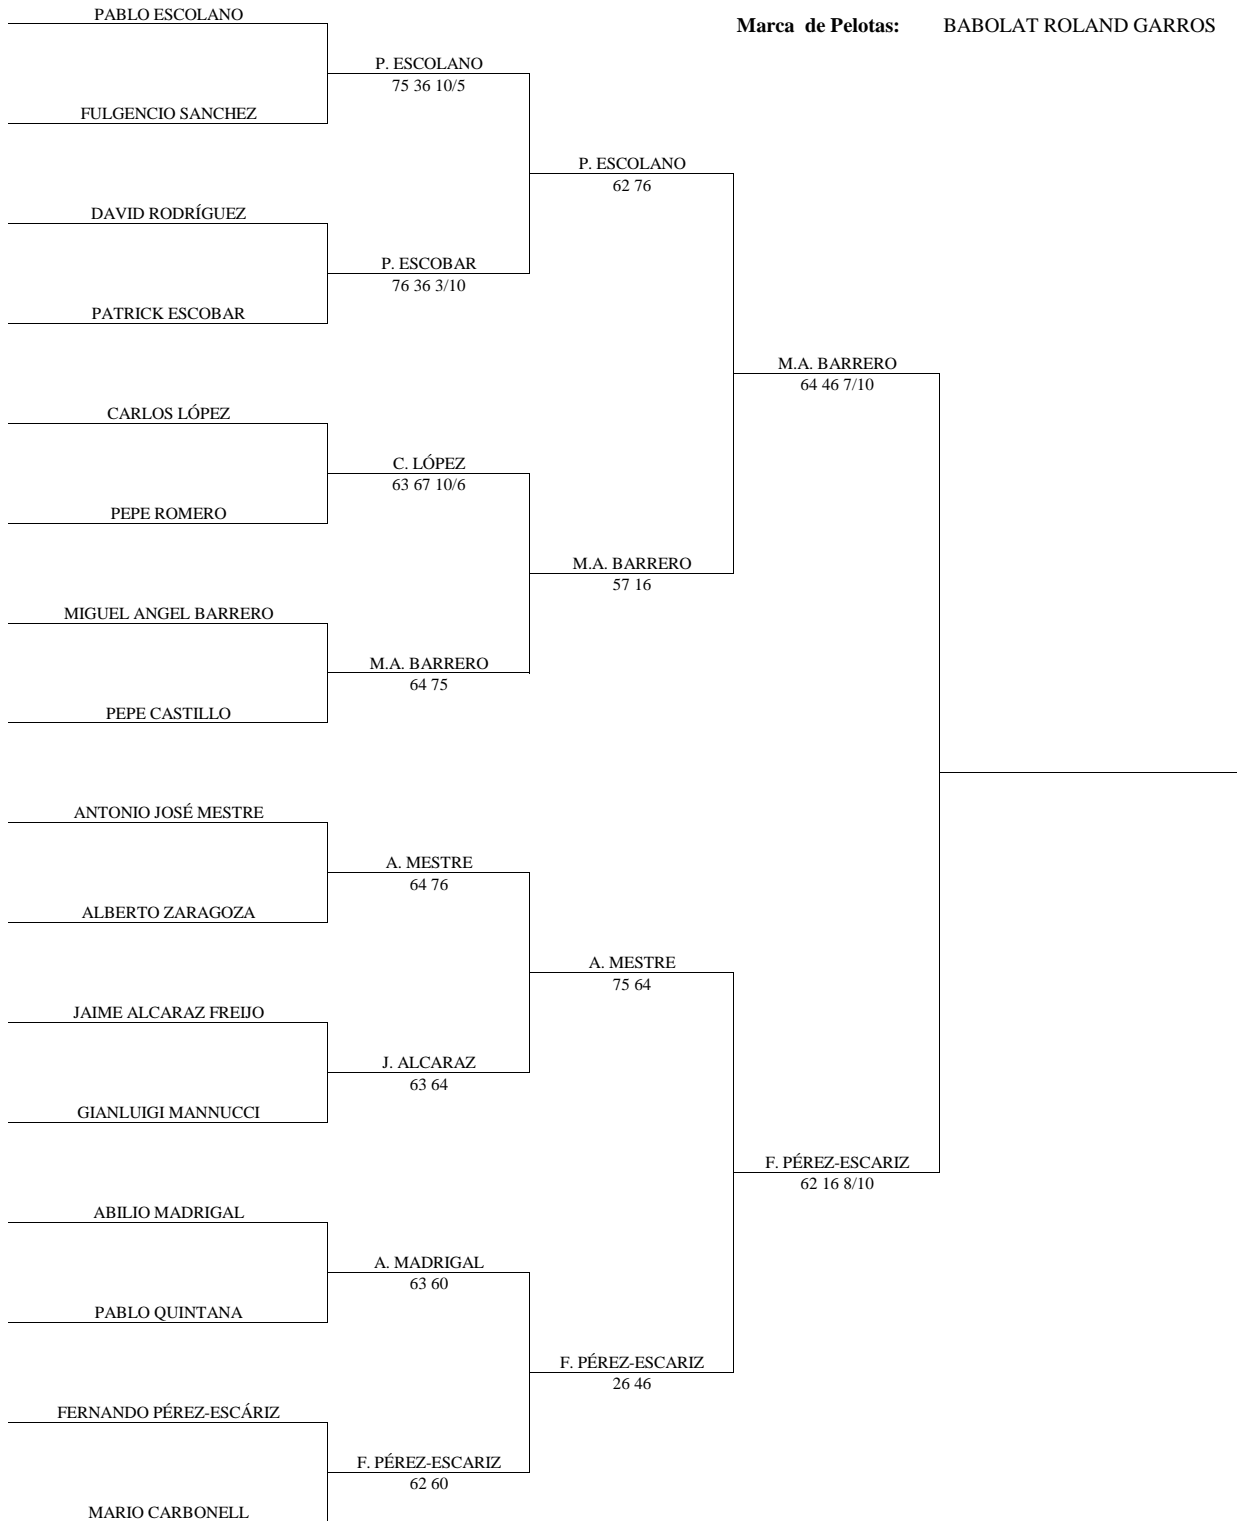 PABLO ESCOLANO
Marca de Pelotas: BABOLAT ROLAND GARROS
P. ESCOLANO
75 36 10/5
FULGENCIO SANCHEZ
P. ESCOLANO
62 76
DAVID RODRÍGUEZ
P. ESCOBAR
76 36 3/10
PATRICK ESCOBAR
M.A. BARRERO
64 46 7/10
CARLOS LÓPEZ
C. LÓPEZ
63 67 10/6
PEPE ROMERO
M.A. BARRERO
57 16
MIGUEL ANGEL BARRERO
M.A. BARRERO
64 75
PEPE CASTILLO
ANTONIO JOSÉ MESTRE
A. MESTRE
64 76
ALBERTO ZARAGOZA
A. MESTRE
75 64
JAIME ALCARAZ FREIJO
J. ALCARAZ
63 64
GIANLUIGI MANNUCCI
F. PÉREZ-ESCARIZ
62 16 8/10
ABILIO MADRIGAL
A. MADRIGAL
63 60
PABLO QUINTANA
F. PÉREZ-ESCARIZ
26 46
FERNANDO PÉREZ-ESCÁRIZ
F. PÉREZ-ESCARIZ
62 60
MARIO CARBONELL